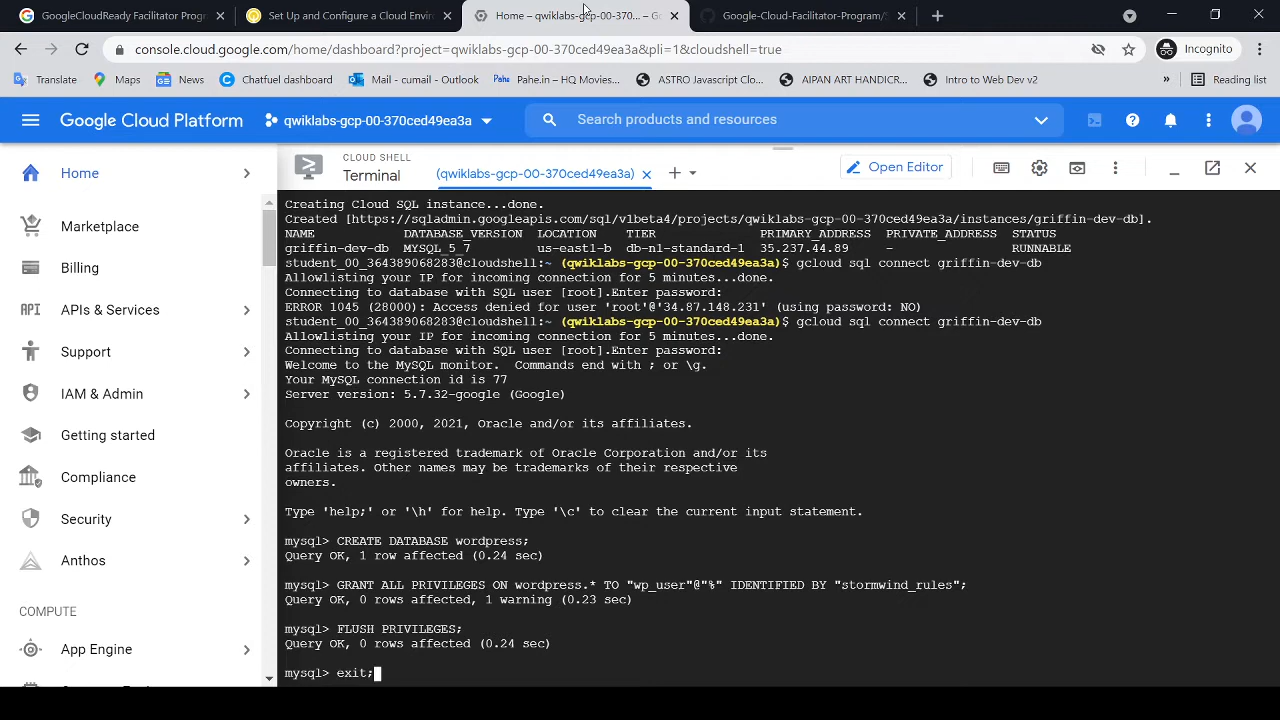 GoogleCloudReady Facilitator Progr
Set Up and Configure a Cloud Envir
Home – qwiklabs-gcp-00-370... – Go
Google-Cloud-Facilitator-Program/S
console.cloud.google.com/home/dashboard?project=qwiklabs-gcp-00-370ced49ea3a&pli=1&cloudshell=true
Incognito
Translate
Maps
News
Chatfuel dashboard
Mail - cumail - Outlook
Pahe.in – HQ Movies...
ASTRO Javascript Clo...
AIPAN ART HANDICR...
Intro to Web Dev v2
»
Reading list
Google Cloud Platform
qwiklabs-gcp-00-370ced49ea3a
Search products and resources
Home
Marketplace
Billing
API
APIs & Services
Support
IAM & Admin
Getting started
Compliance
Security
Anthos
COMPUTE
App Engine
CLOUD SHELL
Terminal
(qwiklabs-gcp-00-370ced49ea3a)
Open Editor
Creating Cloud SQL instance...done.
Created [https://sqladmin.googleapis.com/sql/v1beta4/projects/qwiklabs-gcp-00-370ced49ea3a/instances/griffin-dev-db].
NAME DATABASE_VERSION LOCATION TIER PRIMARY_ADDRESS PRIVATE_ADDRESS STATUS
griffin-dev-db MYSQL_5_7 us-east1-b db-n1-standard-1 35.237.44.89 - RUNNABLE
student_00_364389068283@cloudshell:~ (qwiklabs-gcp-00-370ced49ea3a)$ gcloud sql connect griffin-dev-db
Allowlisting your IP for incoming connection for 5 minutes...done.
Connecting to database with SQL user [root].Enter password:
ERROR 1045 (28000): Access denied for user 'root'@'34.87.148.231' (using password: NO)
student_00_364389068283@cloudshell:~ (qwiklabs-gcp-00-370ced49ea3a)$ gcloud sql connect griffin-dev-db
Allowlisting your IP for incoming connection for 5 minutes...done.
Connecting to database with SQL user [root].Enter password:
Welcome to the MySQL monitor. Commands end with ; or \g.
Your MySQL connection id is 77
Server version: 5.7.32-google (Google)
Copyright (c) 2000, 2021, Oracle and/or its affiliates.
Oracle is a registered trademark of Oracle Corporation and/or its
affiliates. Other names may be trademarks of their respective
owners.
Type 'help;' or '\h' for help. Type '\c' to clear the current input statement.
mysql> CREATE DATABASE wordpress;
Query OK, 1 row affected (0.24 sec)
mysql> GRANT ALL PRIVILEGES ON wordpress.* TO "wp_user"@"%" IDENTIFIED BY "stormwind_rules";
Query OK, 0 rows affected, 1 warning (0.23 sec)
mysql> FLUSH PRIVILEGES;
Query OK, 0 rows affected (0.24 sec)
mysql> exit;